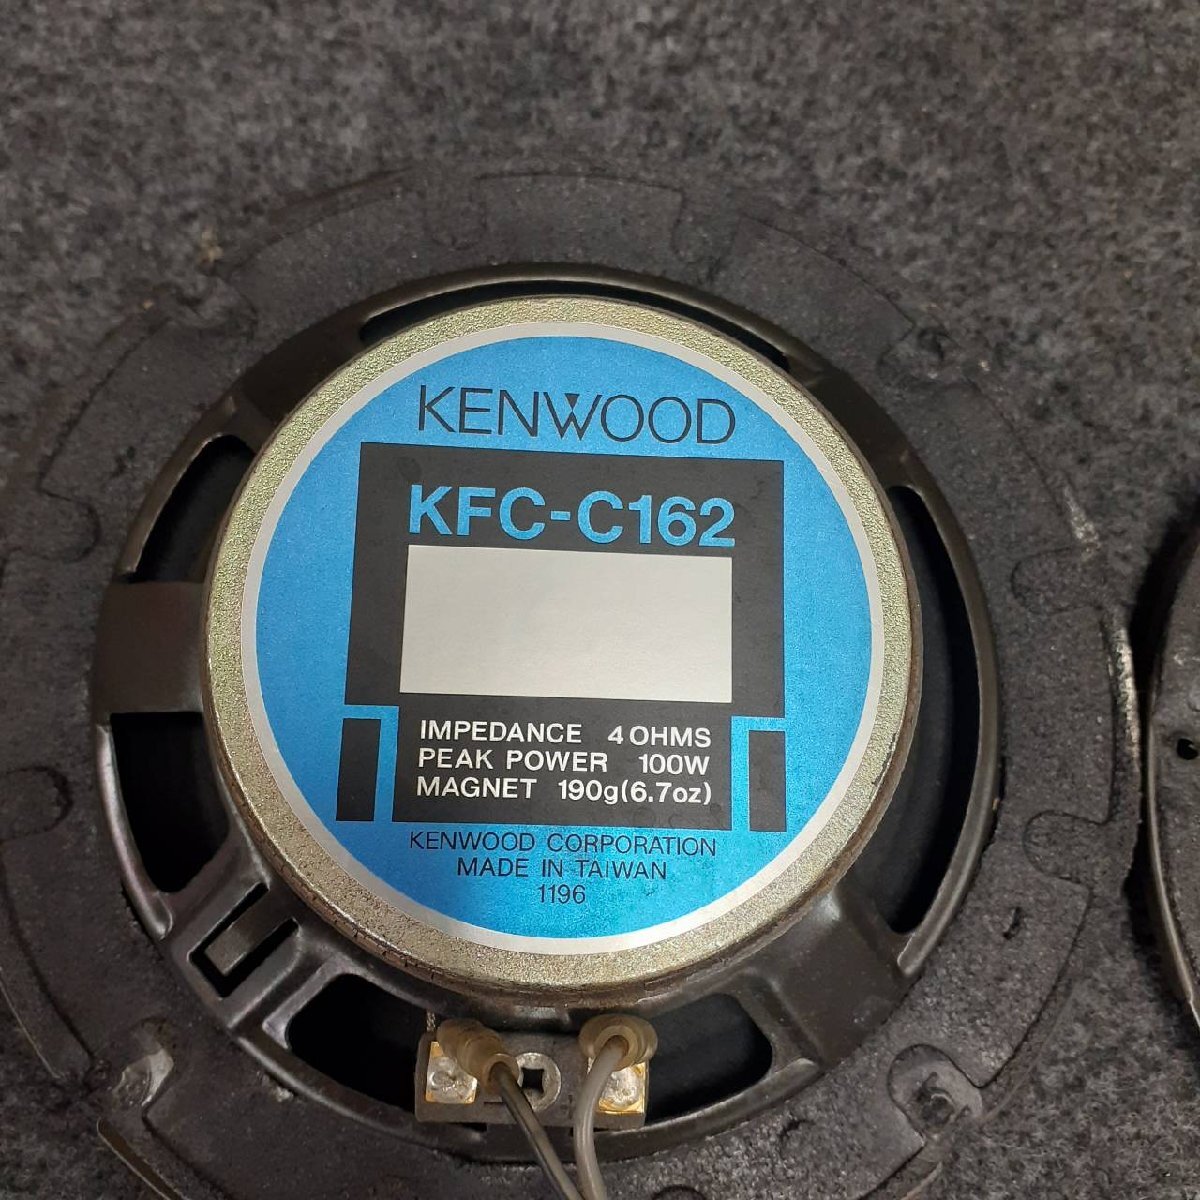 KENWOOD
KFC-C162
IMPEDANCE 4 OHMS
PEAK POWER 100W
MAGNET 190g(6.7oz)
KENWOOD CORPORATION
MADE IN TAIWAN
1196